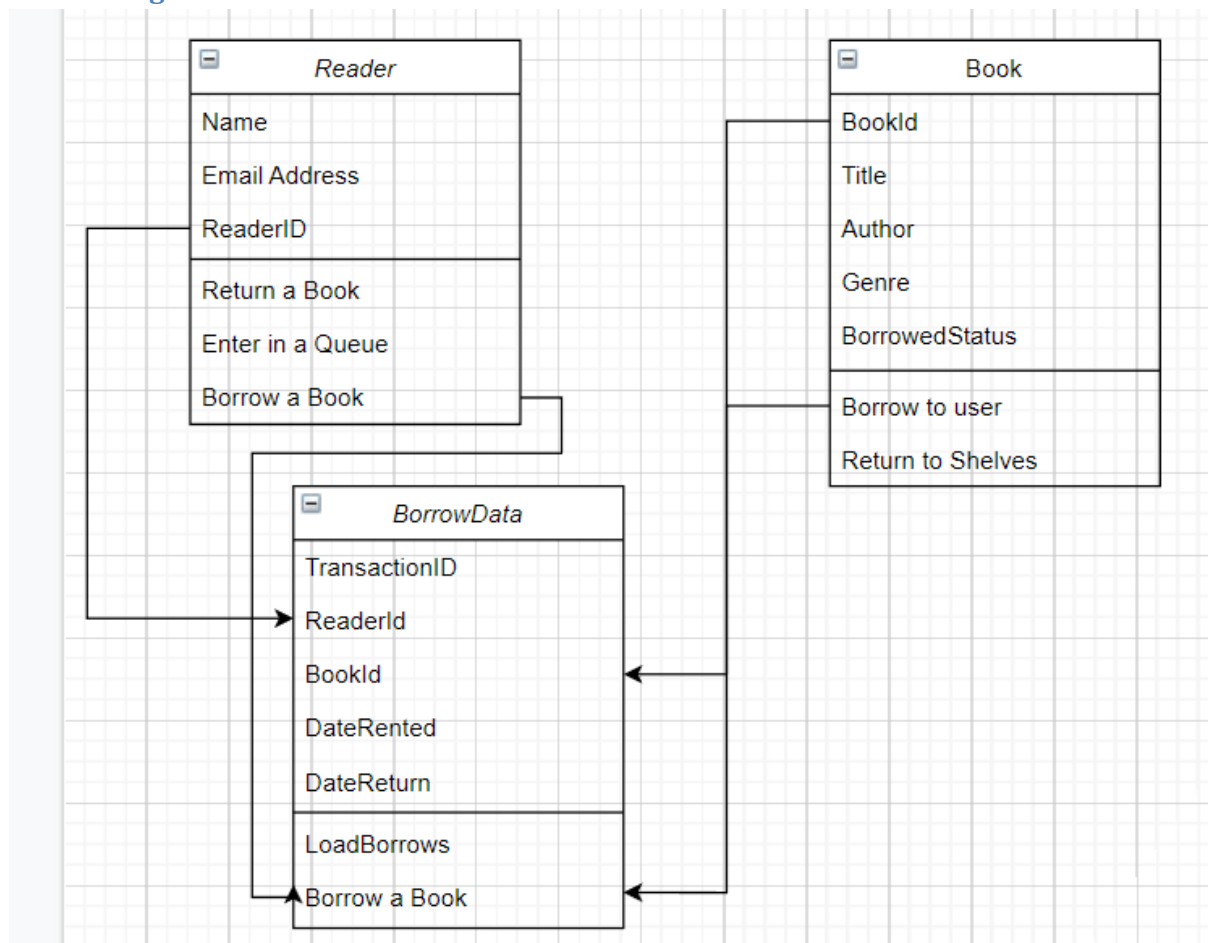 Reader
Name
Email Address
ReaderID
Return a Book
Enter in a Queue
Borrow a Book
Book
BookId
Title
Author
Genre
BorrowedStatus
Borrow to user
Return to Shelves
BorrowData
TransactionID
ReaderId
BookId
DateRented
DateReturn
LoadBorrows
Borrow a Book